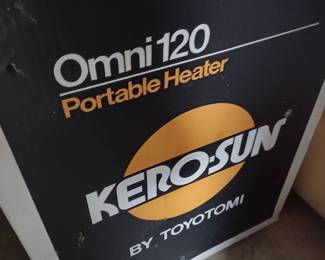 Omni 120
Portable Heater
KERO-SUN®
BY TOYOTOMI